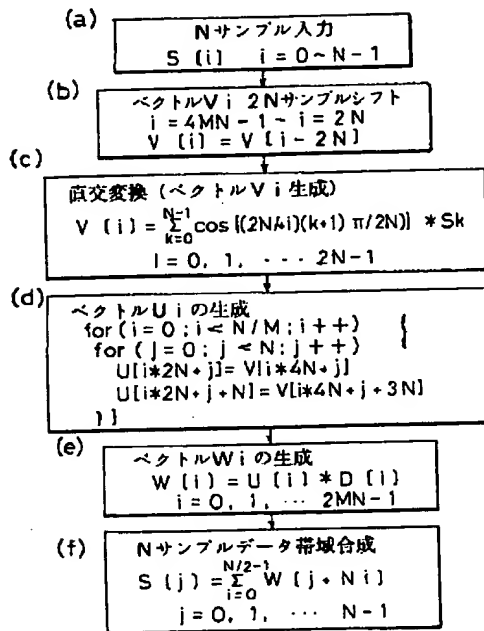 (a)
Nサンプル入力
S [i] i = 0 ~ N - 1
(b)
ベクトルV i 2Nサンプルシフト
i = 4MN - 1 ~ i = 2N
V [i] = V [i - 2N]
(c)
直交変換 (ベクトルV i 生成)
V [i] = Σ cos {(2N+i)(k+1) π/2N)} * Sk
N-1
k=0
I = 0, 1, ··· 2N-1
(d)
ベクトルU i の生成
for (i = 0 ; i < N / M ; i + +) {
for (j = 0 ; j < N ; j + +) {
U[i*2N+j] = V[i*4N+j]
U[i*2N+j+N] = V[i*4N+j+3N]
} }
(e)
ベクトルW i の生成
W [i] = U [i] * D [i]
i = 0, 1, ··· 2MN-1
(f)
Nサンプルデータ帯域合成
N/2-1
S [j] = Σ W [j + N i]
i=0
j = 0, 1, ··· N-1